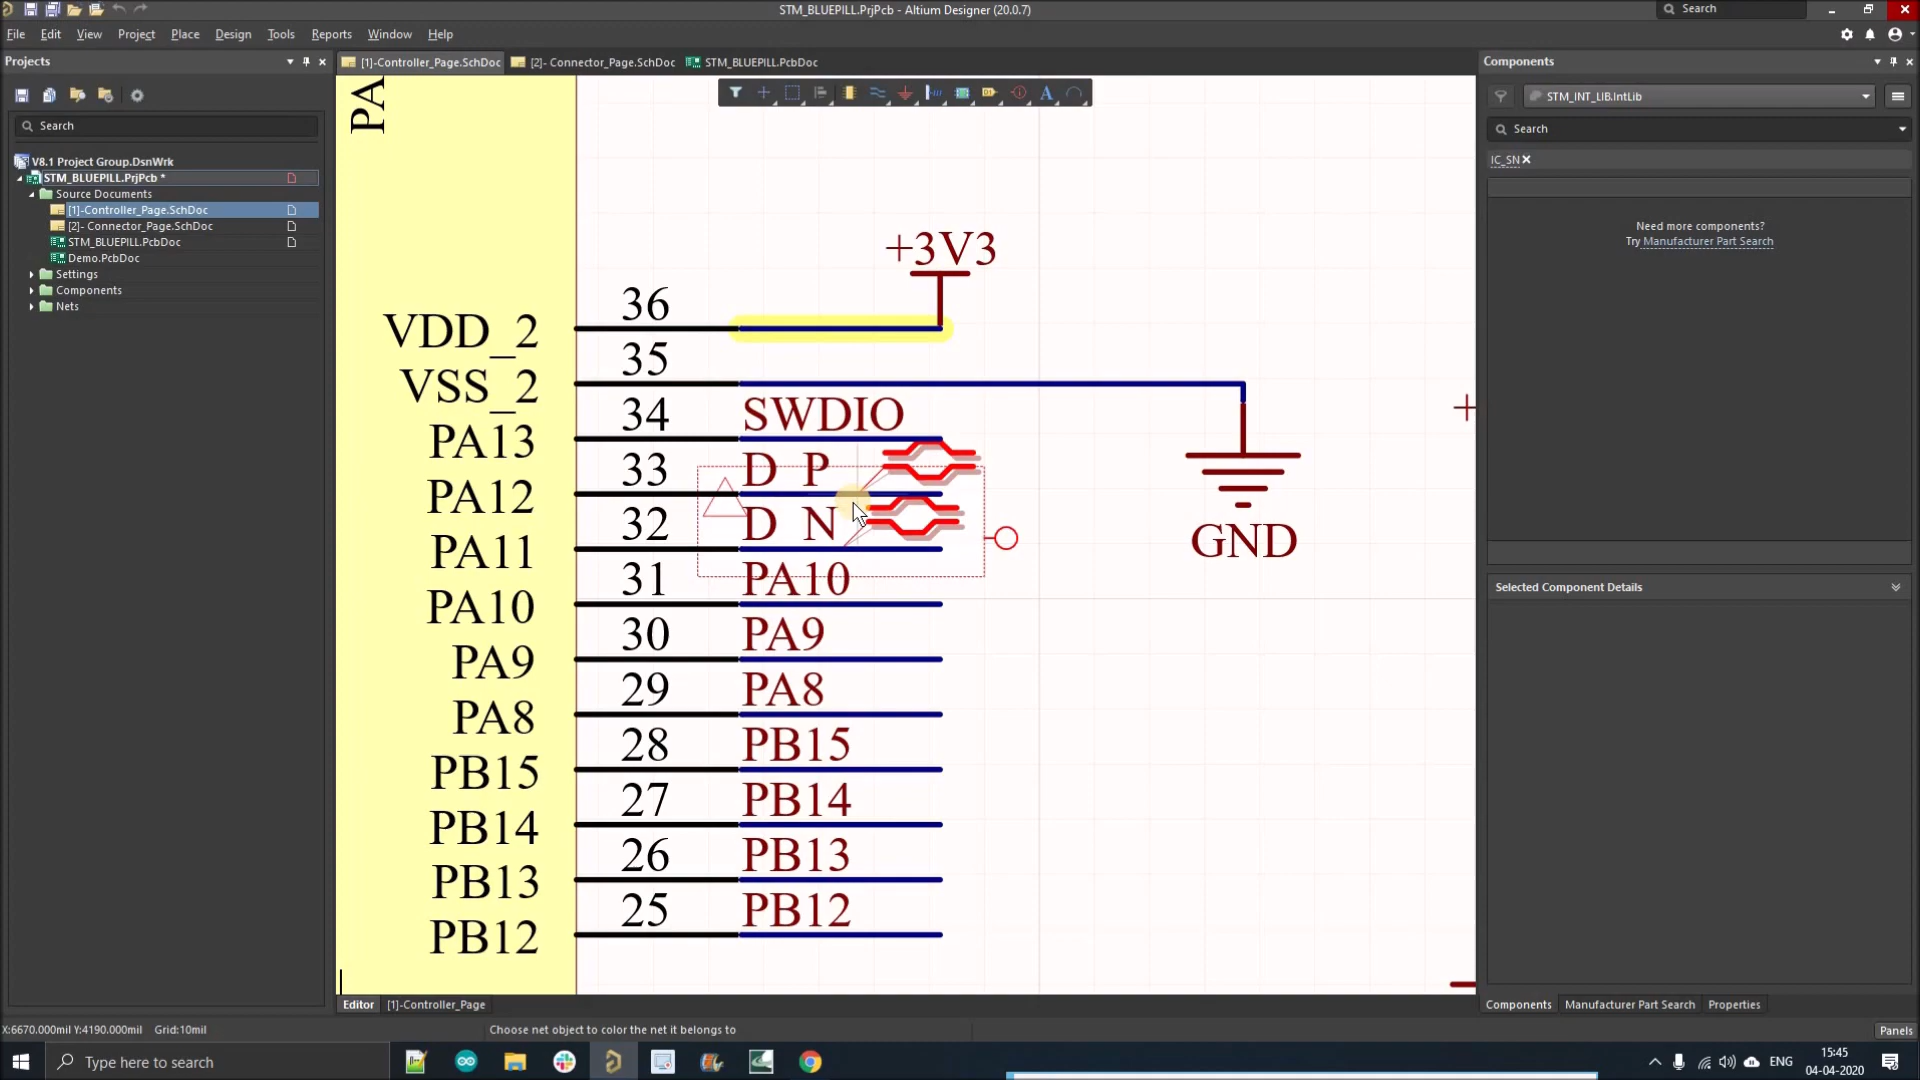 STM_BLUEPILL.PrjPcb - Altium Designer (20.0.7)
Search
File Edit View Project Place Design Tools Reports Window Help
Projects
[1]-Controller_Page.SchDoc
[2]- Connector_Page.SchDoc
STM_BLUEPILL.PcbDoc
Components
STM_INT_LIB.IntLib
Search
Search
IC_SN
V8.1 Project Group.DsnWrk
STM_BLUEPILL.PrjPcb *
Source Documents
[1]-Controller_Page.SchDoc
[2]- Connector_Page.SchDoc
STM_BLUEPILL.PcbDoc
Demo.PcbDoc
Settings
Components
Nets
Need more components?
Try Manufacturer Part Search
Selected Component Details
PA
+3V3
VDD_2 36
VSS_2 35
PA13 34 SWDIO
PA12 33 D P
PA11 32 D N
PA10 31 PA10
PA9 30 PA9
PA8 29 PA8
PB15 28 PB15
PB14 27 PB14
PB13 26 PB13
PB12 25 PB12
GND
Editor [1]-Controller_Page
Components Manufacturer Part Search Properties
X:6670.000mil Y:4190.000mil Grid:10mil
Choose net object to color the net it belongs to
Panels
Type here to search
ENG
15:45
04-04-2020